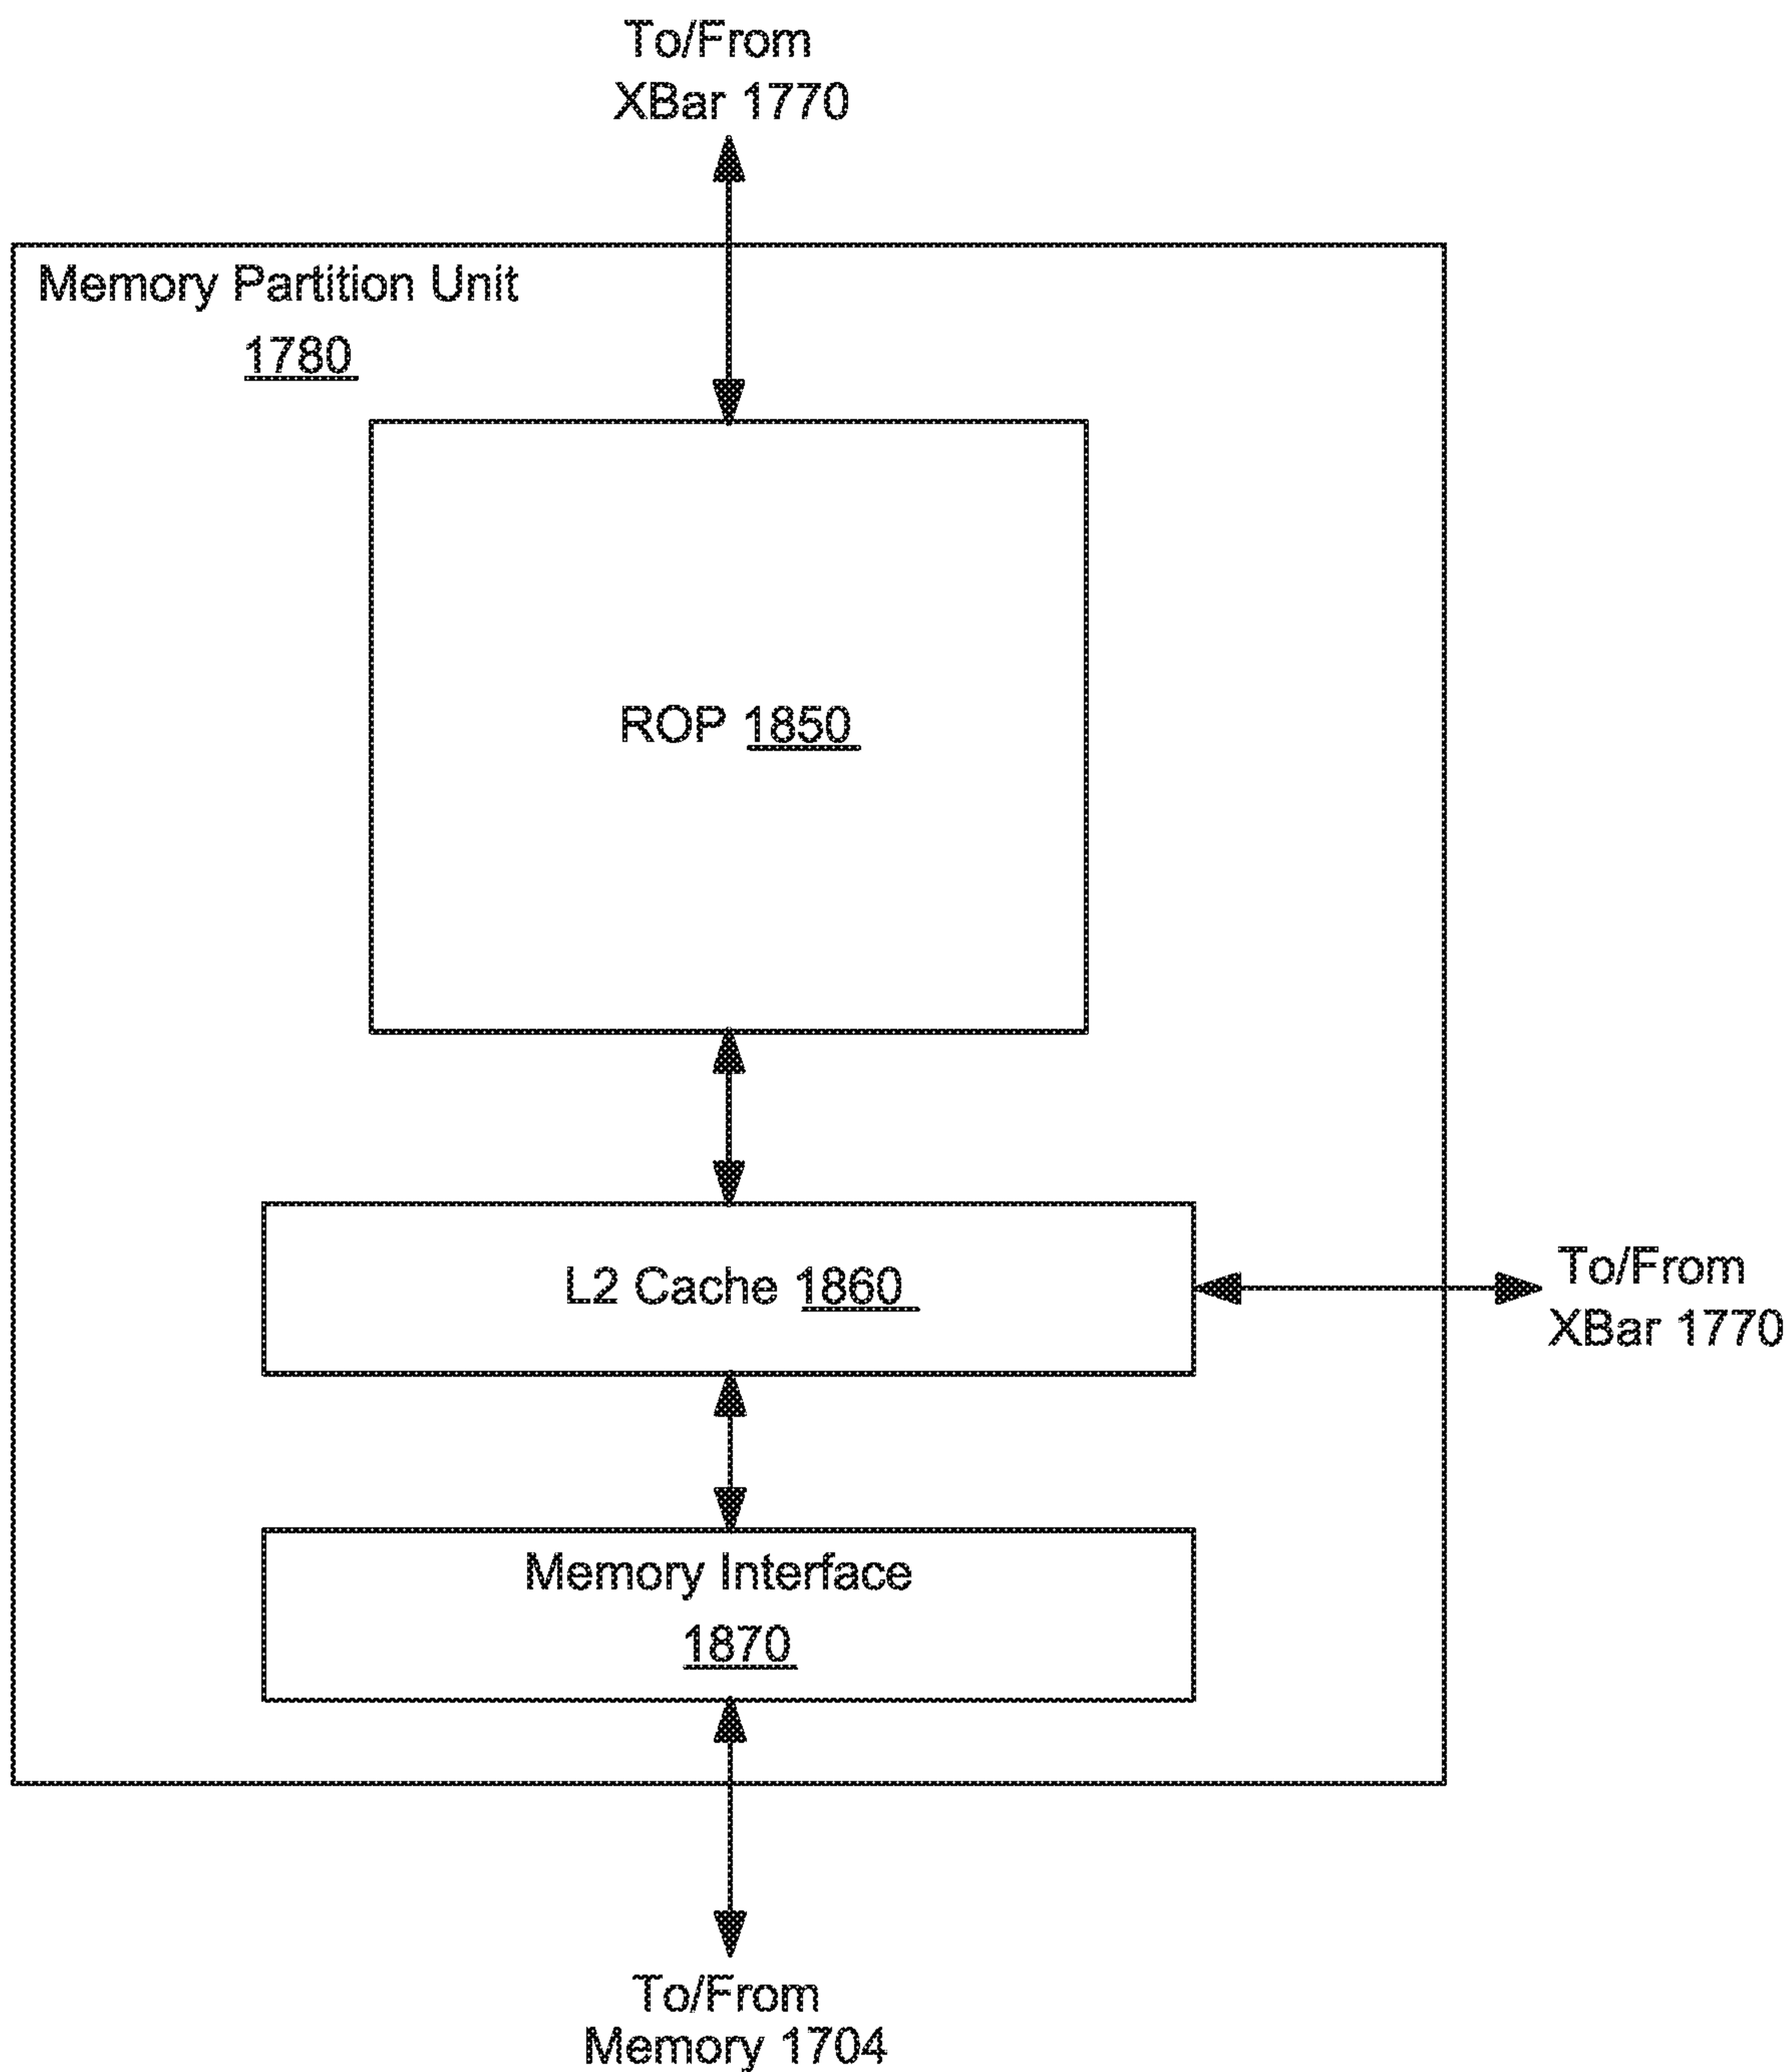 To/From
XBar 1770
Memory Partition Unit
1780
ROP 1850
L2 Cache 1860
To/From
XBar 1770
Memory Interface
1870
To/From
Memory 1704